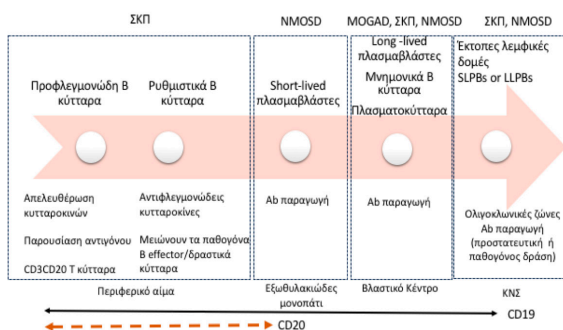 ΣΚΠ
NMOSD
MOGAD, ΣΚΠ, NMOSD
ΣΚΠ, NMOSD
Προφλεγμονώδη Β
κύτταρα
Ρυθμιστικά Β
κύτταρα
Short-lived
πλασμαβλάστες
Long -lived
πλασμαβλάστες
Μνημονικά Β
κύτταρα
Πλασματοκύτταρα
Έκτοπες λεμφικές
δομές
SLPBs or LLPBs
Απελευθέρωση
κυτταροκινών
Παρουσίαση αντιγόνου
CD3CD20 Τ κύτταρα
Αντιφλεγμονώδεις
κυτταροκίνες
Μειώνουν τα παθογόνα
Β effector/δραστικά
κύτταρα
Ab παραγωγή
Ab παραγωγή
Ολιγοκλωνικές ζώνες
Ab παραγωγή
(προστατευτική ή
παθογόνος δράση)
Περιφερικό αίμα
Εξωθυλακιώδες
μονοπάτι
Βλαστικό Κέντρο
ΚΝΣ
CD19
CD20